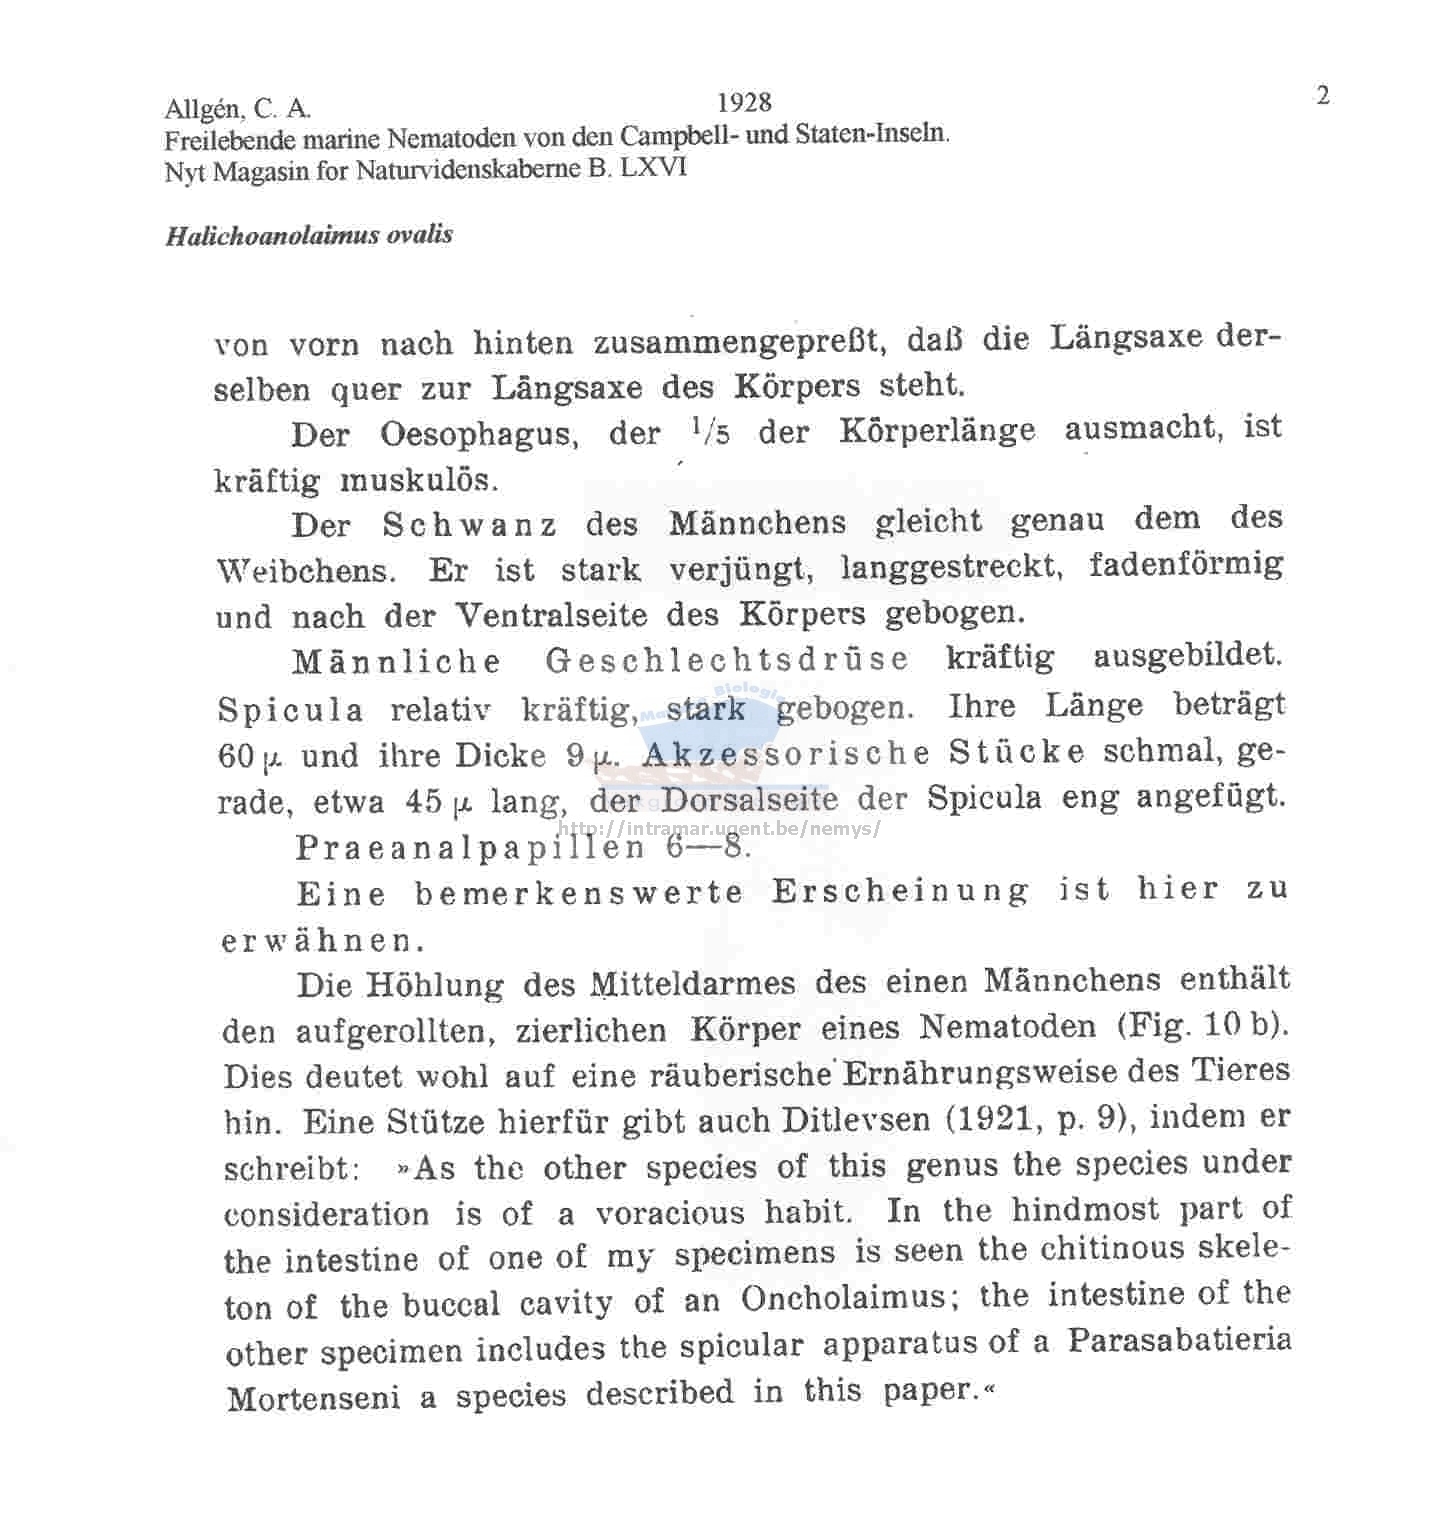 Allgén, C. A. 1928 2
Freilebende marine Nematoden von den Campbell- und Staten-Inseln.
Nyt Magasin for Naturvidenskaberne B. LXVI
Halichoanolaimus ovalis
von vorn nach hinten zusammengepreßt, daß die Längsaxe der-
selben quer zur Längsaxe des Körpers steht.
Der Oesophagus, der 1/5 der Körperlänge ausmacht, ist
kräftig muskulös.
Der Schwanz des Männchens gleicht genau dem des
Weibchens. Er ist stark verjüngt, langgestreckt, fadenförmig
und nach der Ventralseite des Körpers gebogen.
Männliche Geschlechtsdrüse kräftig ausgebildet.
Spicula relativ kräftig, stark gebogen. Ihre Länge beträgt
60 µ und ihre Dicke 9 µ. Akzessorische Stücke schmal, ge-
rade, etwa 45 µ lang, der Dorsalseite der Spicula eng angefügt.
http://intramar.ugent.be/nemys/
Praeanalpapillen 6—8.
Eine bemerkenswerte Erscheinung ist hier zu
erwähnen.
Die Höhlung des Mitteldarmes des einen Männchens enthält
den aufgerollten, zierlichen Körper eines Nematoden (Fig. 10 b).
Dies deutet wohl auf eine räuberische Ernährungsweise des Tieres
hin. Eine Stütze hierfür gibt auch Ditlevsen (1921, p. 9), indem er
schreibt: »As the other species of this genus the species under
consideration is of a voracious habit. In the hindmost part of
the intestine of one of my specimens is seen the chitinous skele-
ton of the buccal cavity of an Oncholaimus; the intestine of the
other specimen includes the spicular apparatus of a Parasabatieria
Mortenseni a species described in this paper.«